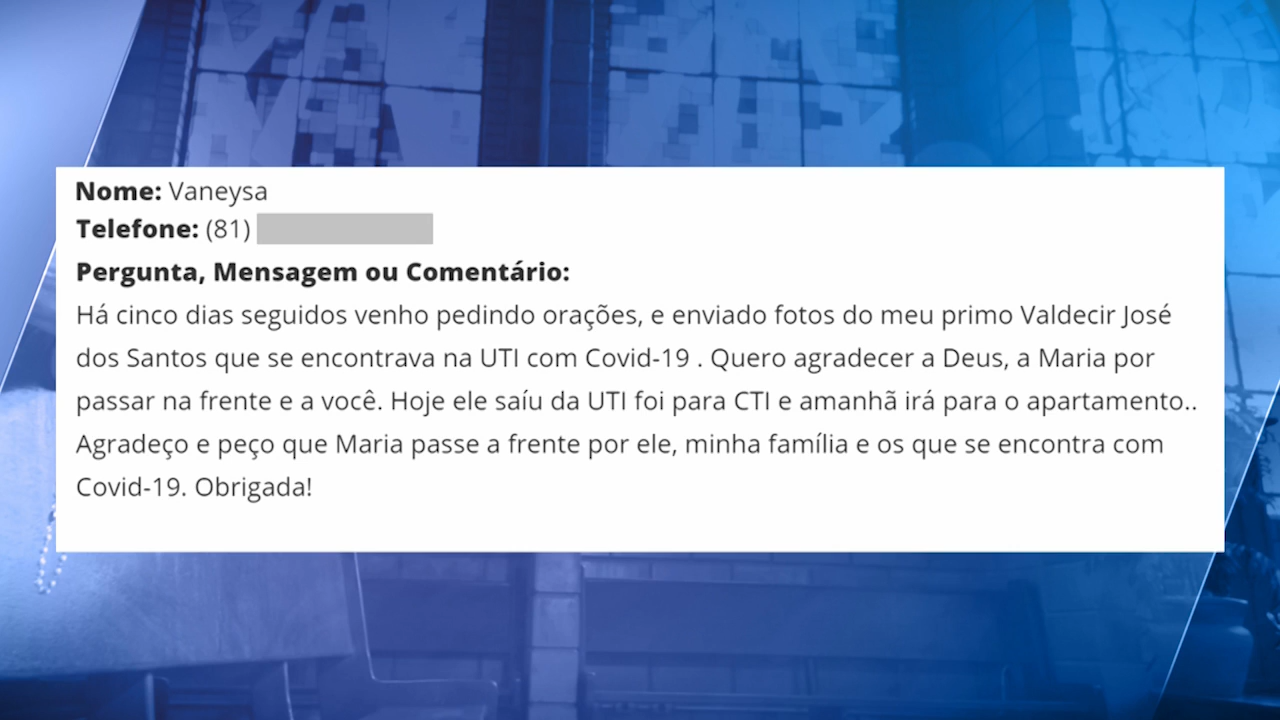 Nome: Vaneysa
Telefone: (81)
Pergunta, Mensagem ou Comentário:
Há cinco dias seguidos venho pedindo orações, e enviado fotos do meu primo Valdecir José
dos Santos que se encontrava na UTI com Covid-19 . Quero agradecer a Deus, a Maria por
passar na frente e a você. Hoje ele saíu da UTI foi para CTI e amanhã irá para o apartamento..
Agradeço e peço que Maria passe a frente por ele, minha família e os que se encontra com
Covid-19. Obrigada!